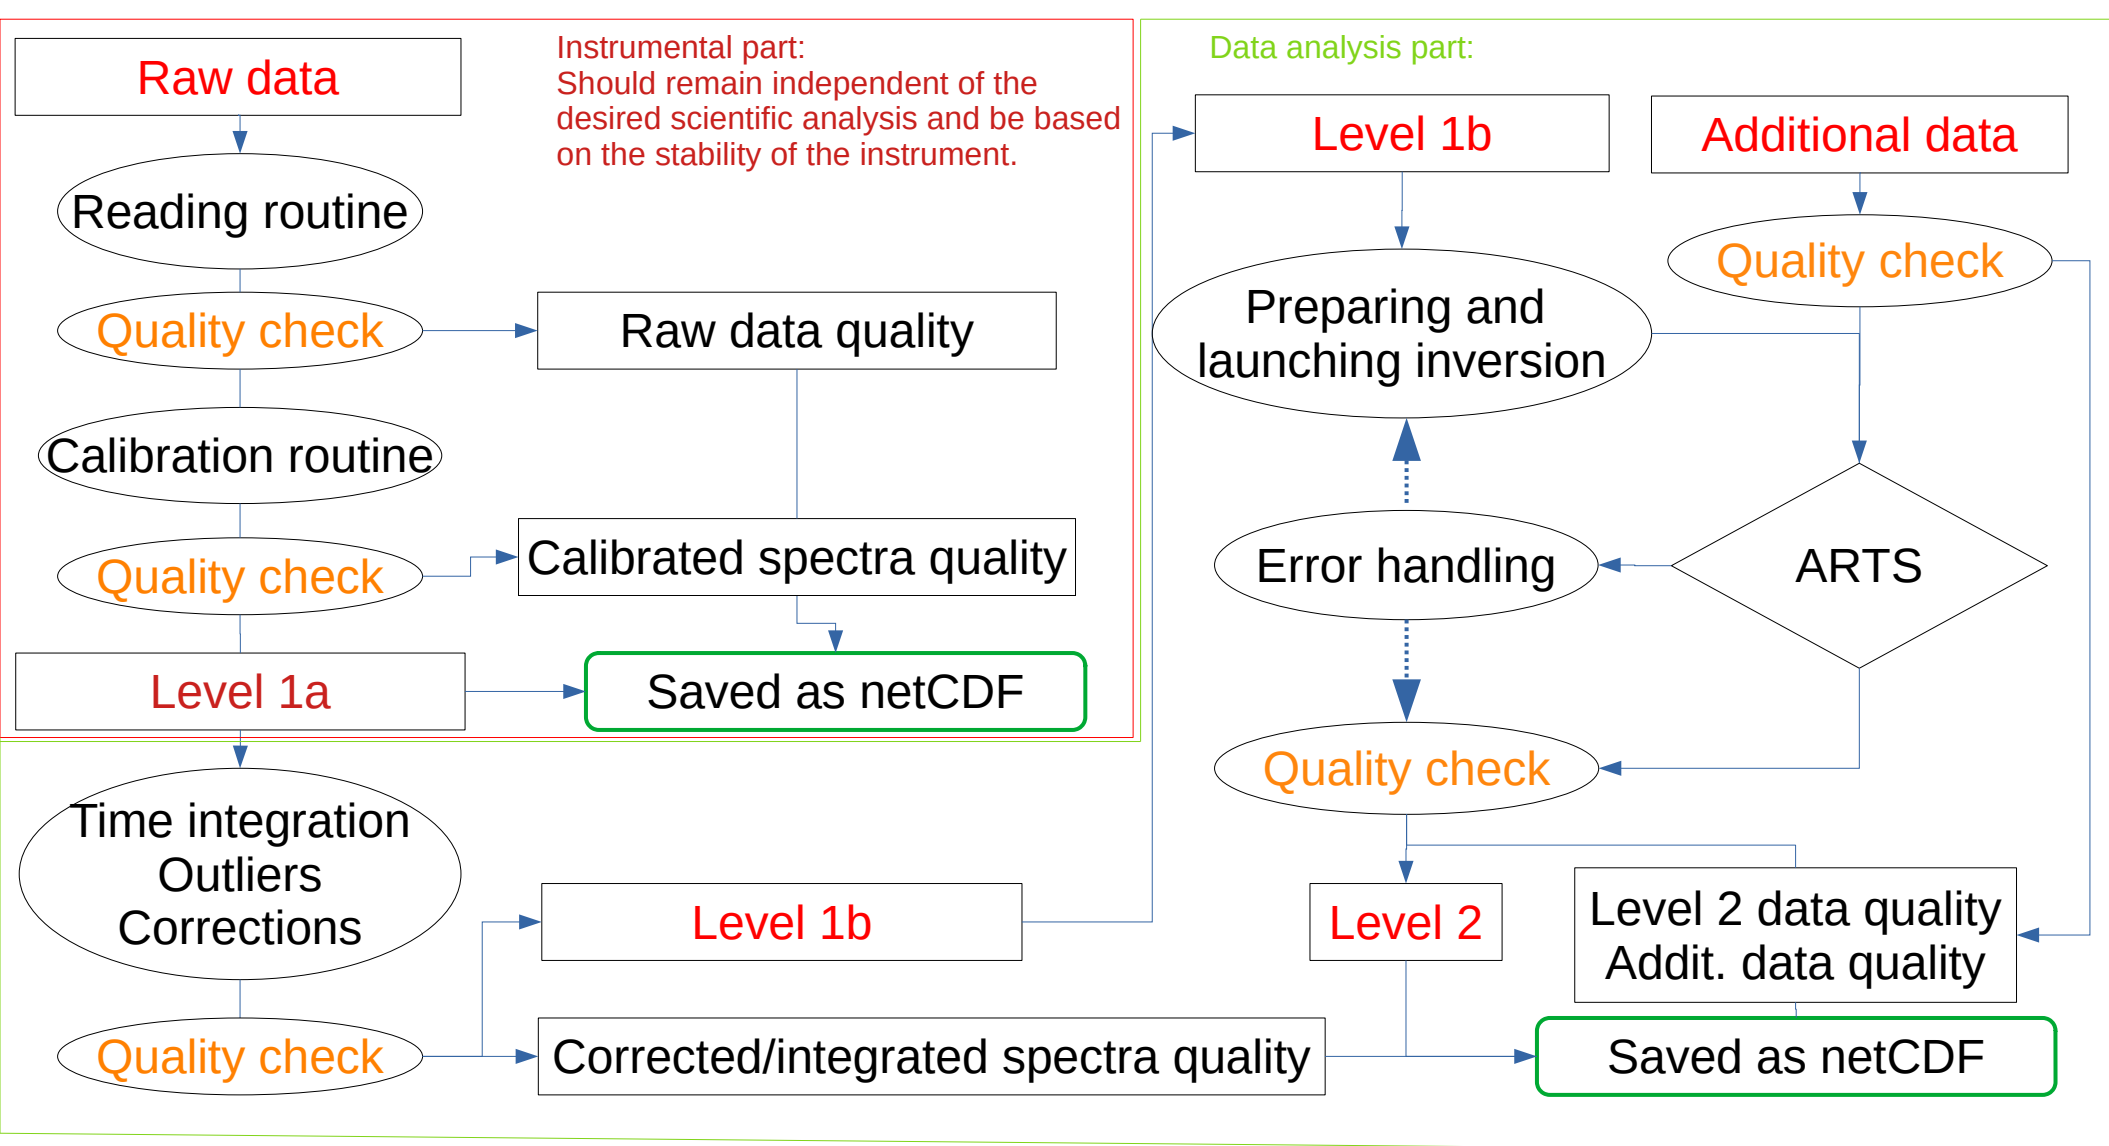 Raw data
Instrumental part:
Should remain independent of the
desired scientific analysis and be based
on the stability of the instrument.
Reading routine
Quality check
Raw data quality
Calibration routine
Quality check
Calibrated spectra quality
Level 1a
Saved as netCDF
Data analysis part:
Time integration
Outliers
Corrections
Quality check
Level 1b
Corrected/integrated spectra quality
Level 1b
Additional data
Quality check
Preparing and
launching inversion
Error handling
ARTS
Quality check
Level 2
Level 2 data quality
Addit. data quality
Saved as netCDF